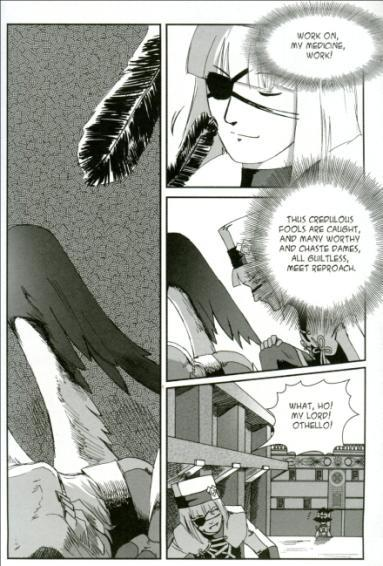 WORK ON,
MY MEDICINE,
WORK!
THUS CREDULOUS
FOOLS ARE CAUGHT,
AND MANY WORTHY
AND CHASTE DAMES,
ALL GUILTLESS,
MEET REPROACH.
WHAT, HO!
MY LORD!
OTHELLO!